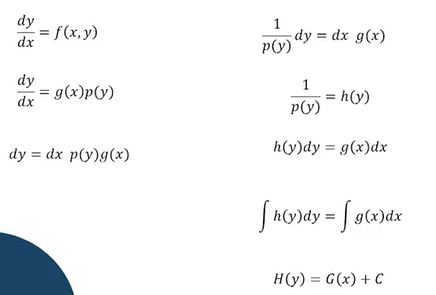 dy/dx = f(x, y)
dy/dx = g(x)p(y)
dy = dx p(y)g(x)
1/p(y) dy = dx g(x)
1/p(y) = h(y)
h(y)dy = g(x)dx
∫ h(y)dy = ∫ g(x)dx
H(y) = G(x) + C